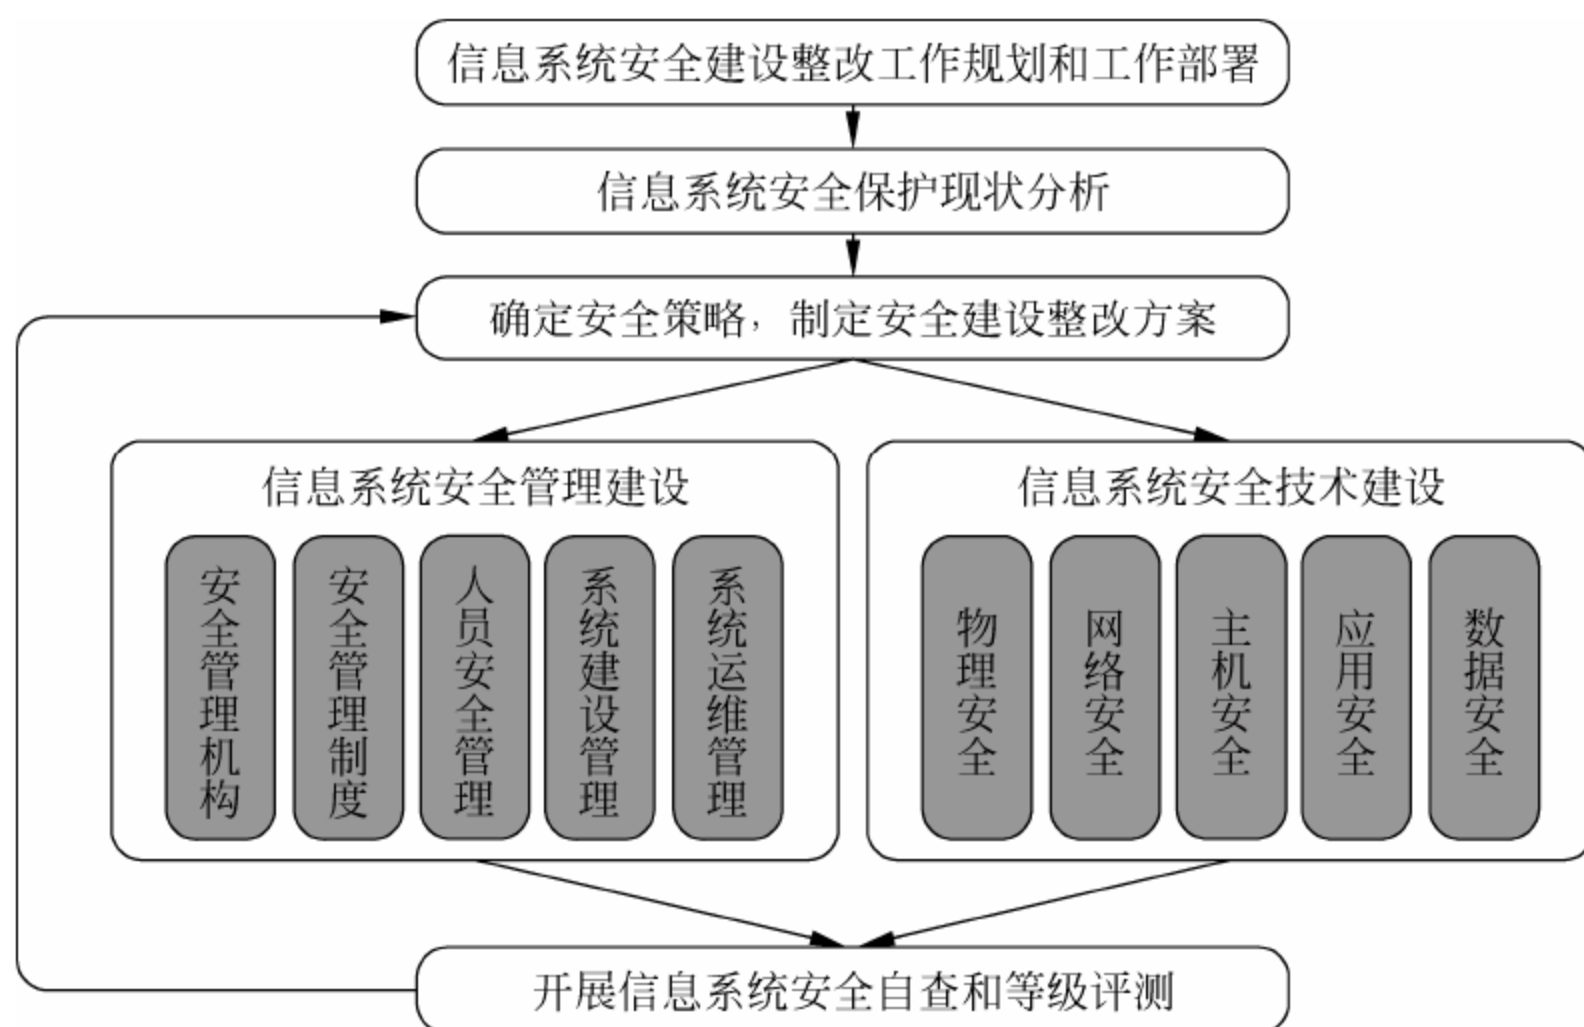 信息系统安全建设整改工作规划和工作部署
信息系统安全保护现状分析
确定安全策略，制定安全建设整改方案
信息系统安全管理建设
安全管理机构
安全管理制度
人员安全管理
系统建设管理
系统运维管理
信息系统安全技术建设
物理安全
网络安全
主机安全
应用安全
数据安全
开展信息系统安全自查和等级评测